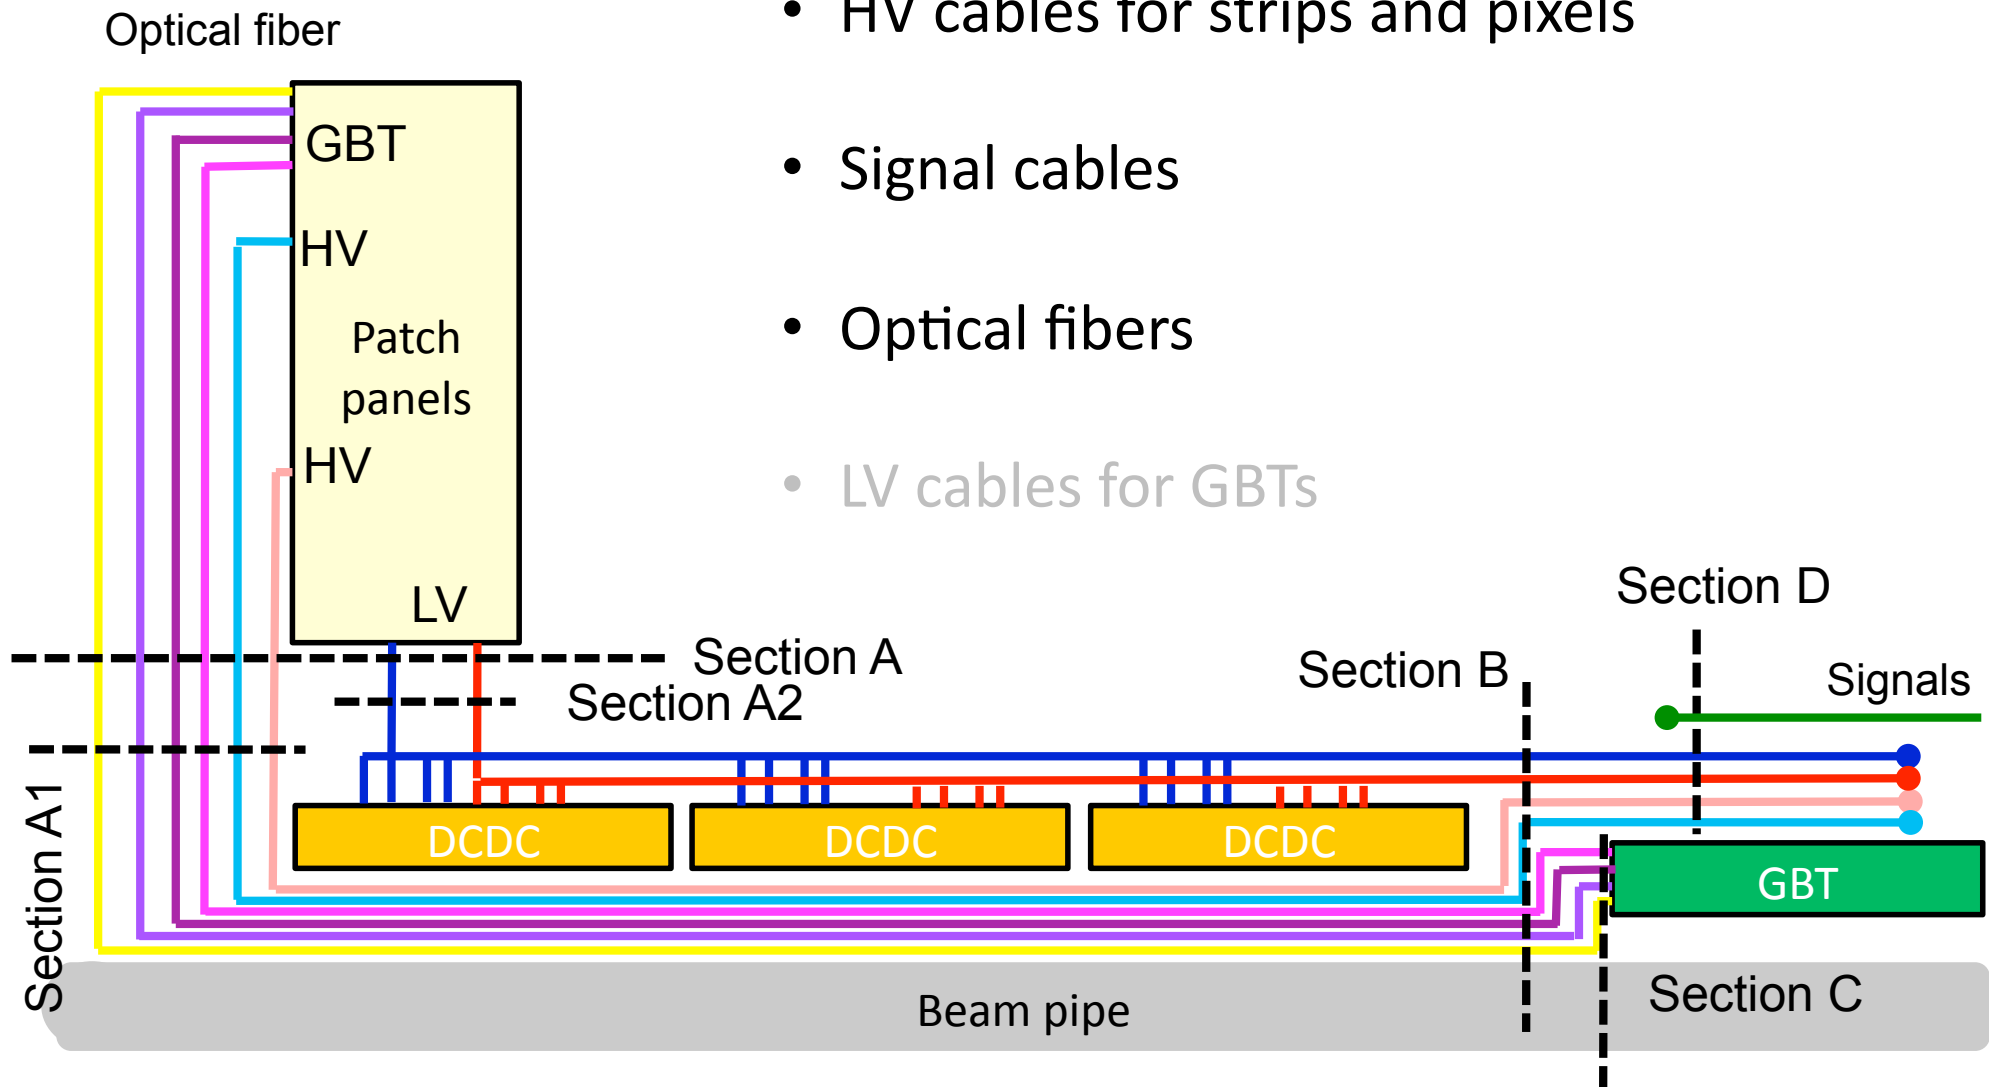 Optical fiber
• HV cables for strips and pixels
GBT
• Signal cables
HV
• Optical fibers
Patch
panels
HV
• LV cables for GBTs
LV
Section D
Section A
Section B
Section A2
Signals
Section A1
DCDC
DCDC
DCDC
GBT
Section C
Beam pipe